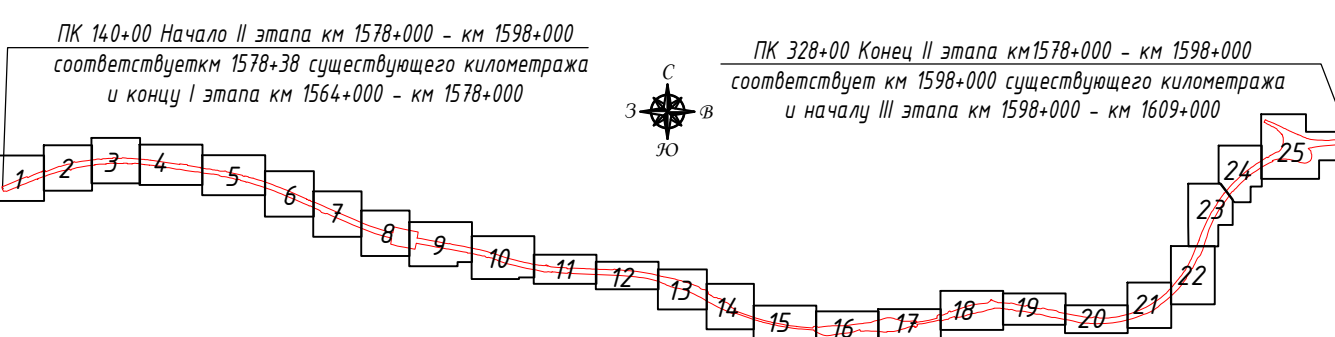 ПК 140+00 Начало II этапа км 1578+000 - км 1598+000
соответствуеткм 1578+38 существующего километража
и концу I этапа км 1564+000 - км 1578+000
ПК 328+00 Конец II этапа км1578+000 - км 1598+000
соответствует км 1598+000 существующего километража
и началу III этапа км 1598+000 - км 1609+000
С
З В
Ю
1
2
3
4
5
6
7
8
9
10
11
12
13
14
15
16
17
18
19
20
21
22
23
24
25